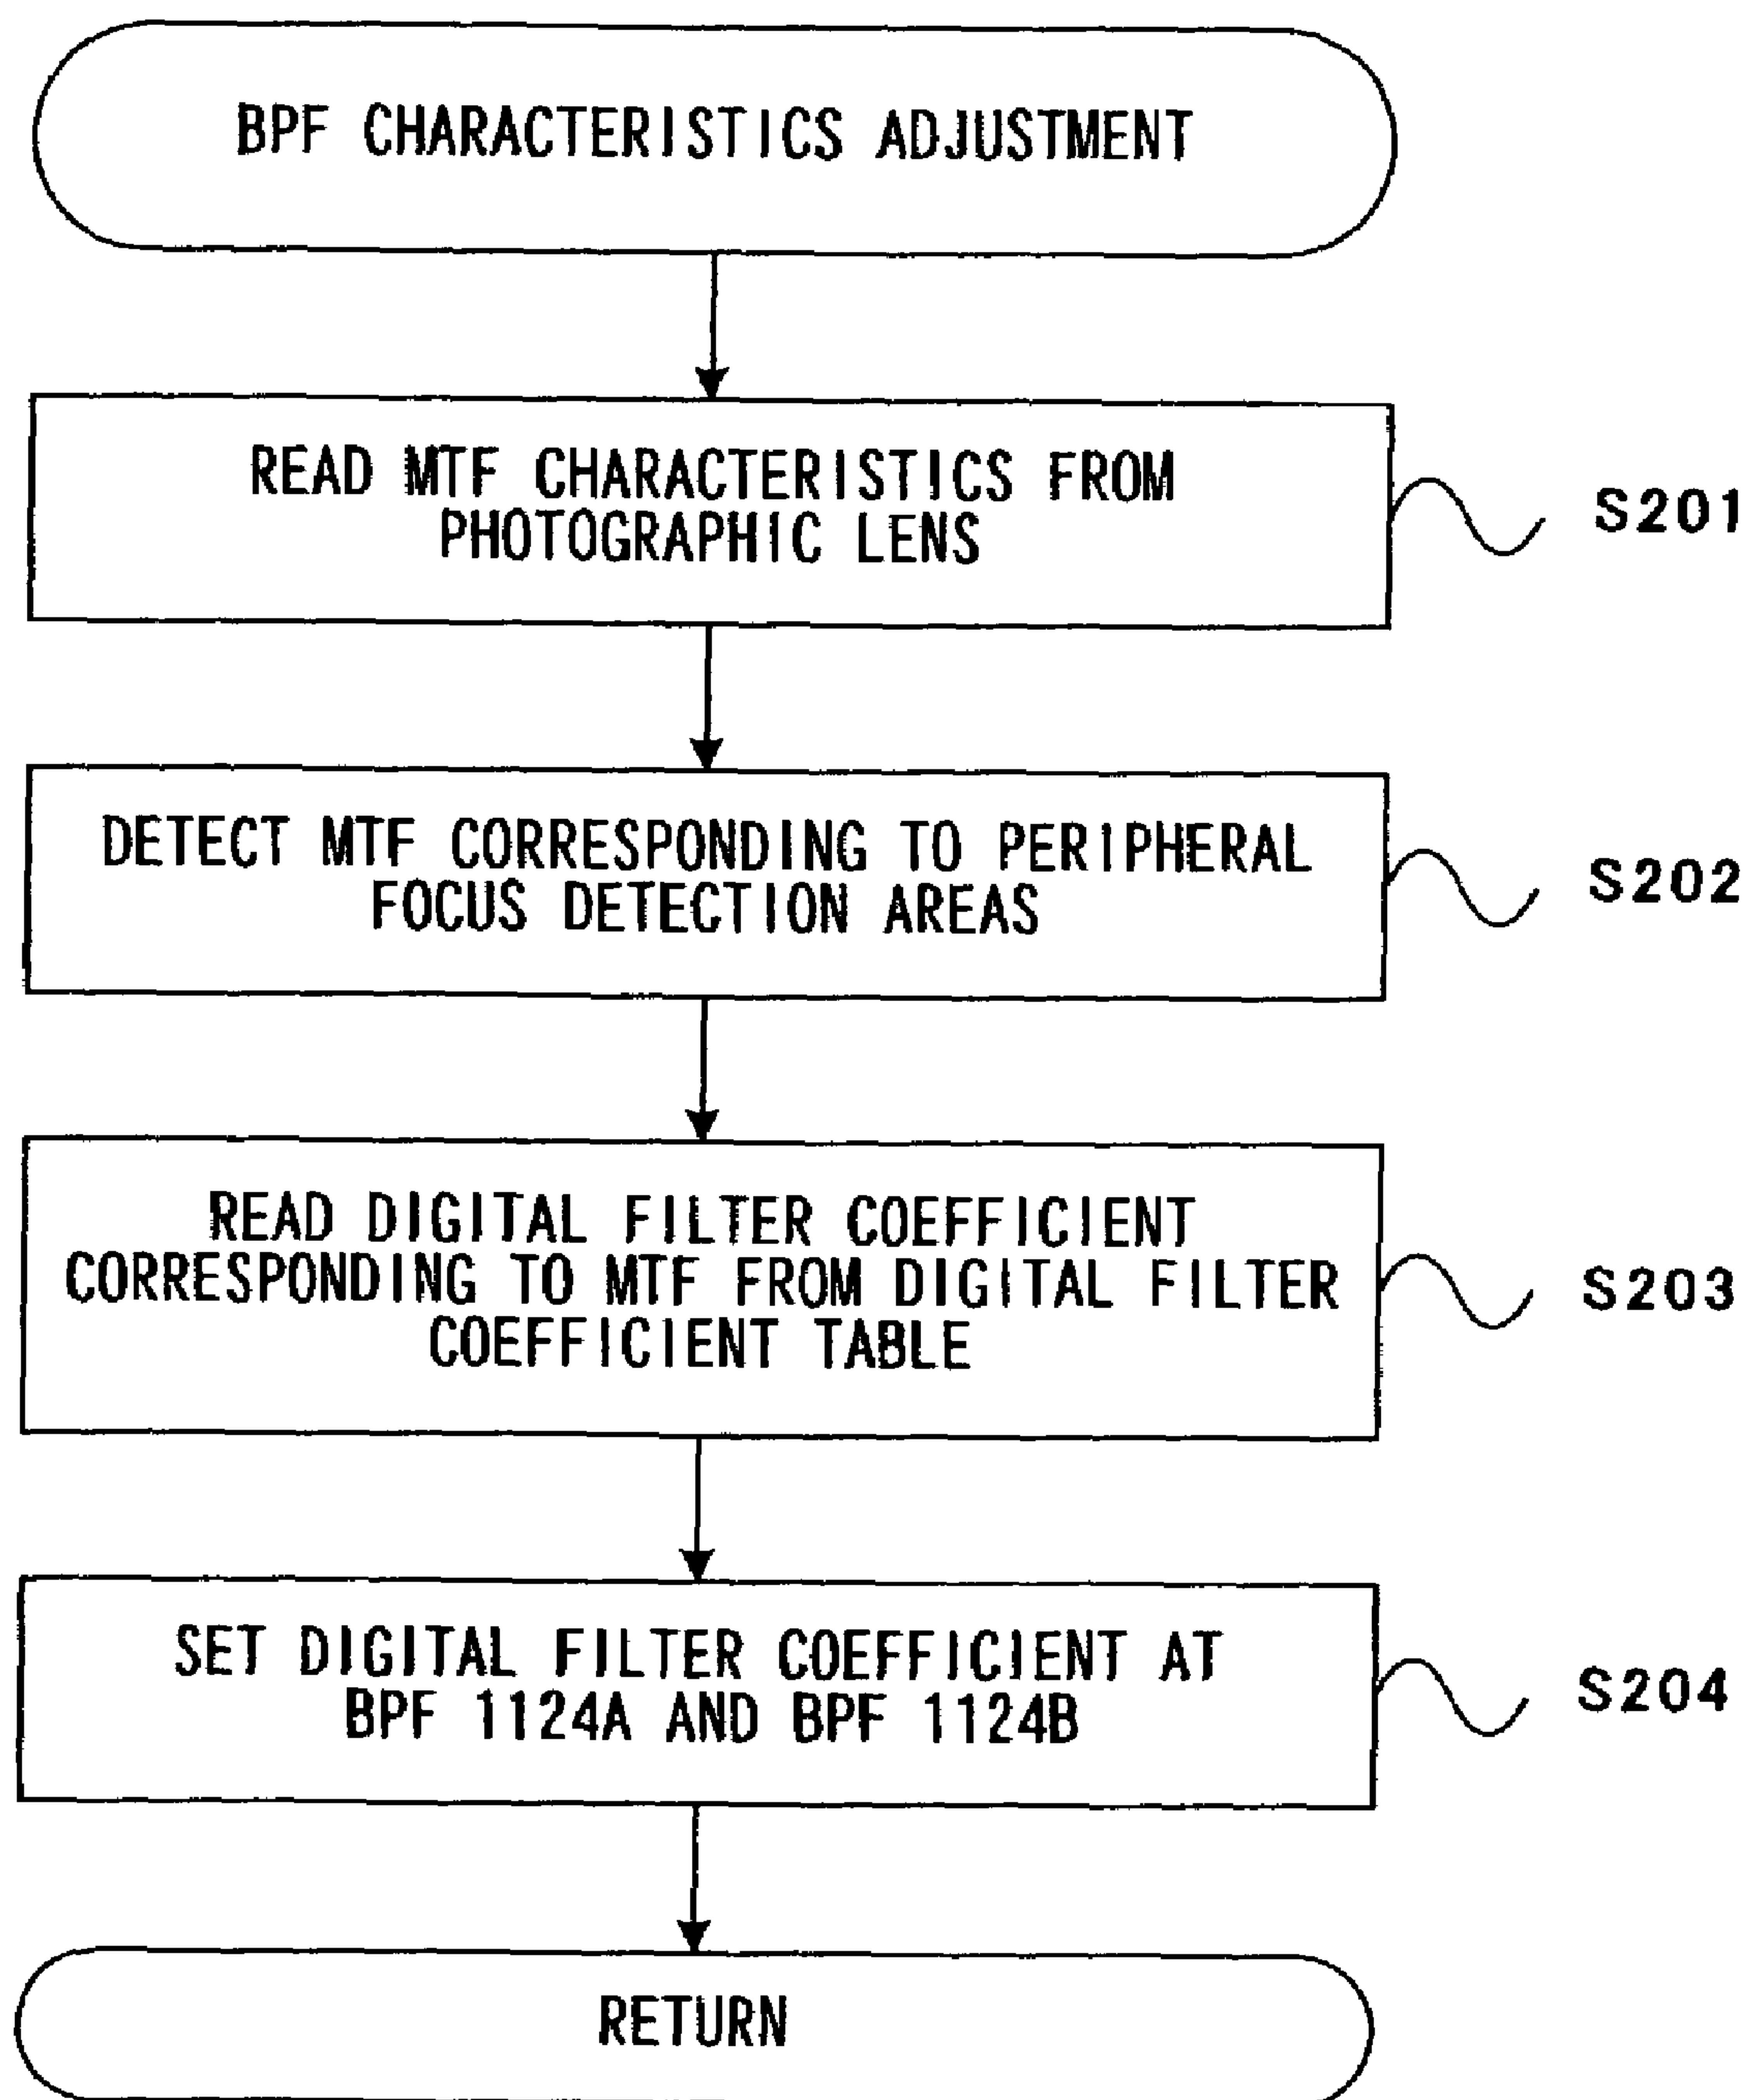 BPF CHARACTERISTICS ADJUSTMENT
READ MTF CHARACTERISTICS FROM
PHOTOGRAPHIC LENS
S201
DETECT MTF CORRESPONDING TO PERIPHERAL
FOCUS DETECTION AREAS
S202
READ DIGITAL FILTER COEFFICIENT
CORRESPONDING TO MTF FROM DIGITAL FILTER
COEFFICIENT TABLE
S203
SET DIGITAL FILTER COEFFICIENT AT
BPF 1124A AND BPF 1124B
S204
RETURN